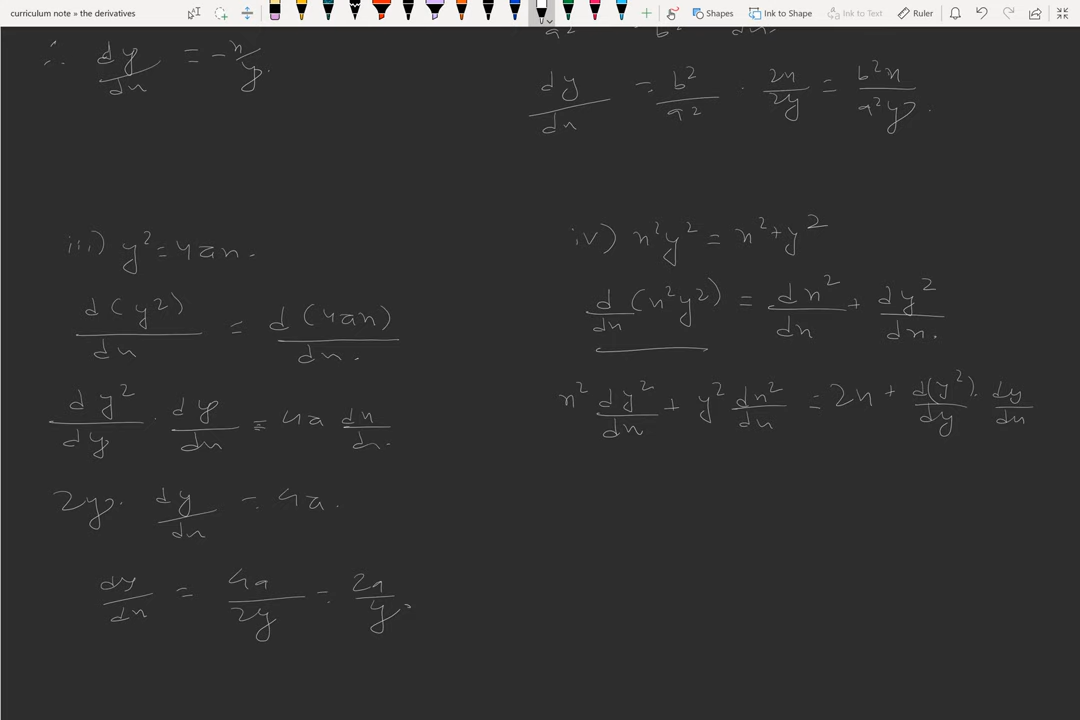 curriculum note » the derivatives
Shapes
Ink to Shape
Ink to Text
Ruler
∴ dy/dx = -x/y.
dy/dx = b²/a² · 2x/2y = b²x/a²y.
iii) y² = 4ax.
d(y²)/dx = d(4ax)/dx.
dy²/dy · dy/dx = 4a dx/dx.
2y. dy/dx = 4a.
dy/dx = 4a/2y = 2a/y.
iv) x²y² = x² + y²
d/dx (x²y²) = dx²/dx + dy²/dx.
x² dy²/dx + y² dx²/dx = 2x + d(y²)/dy · dy/dx